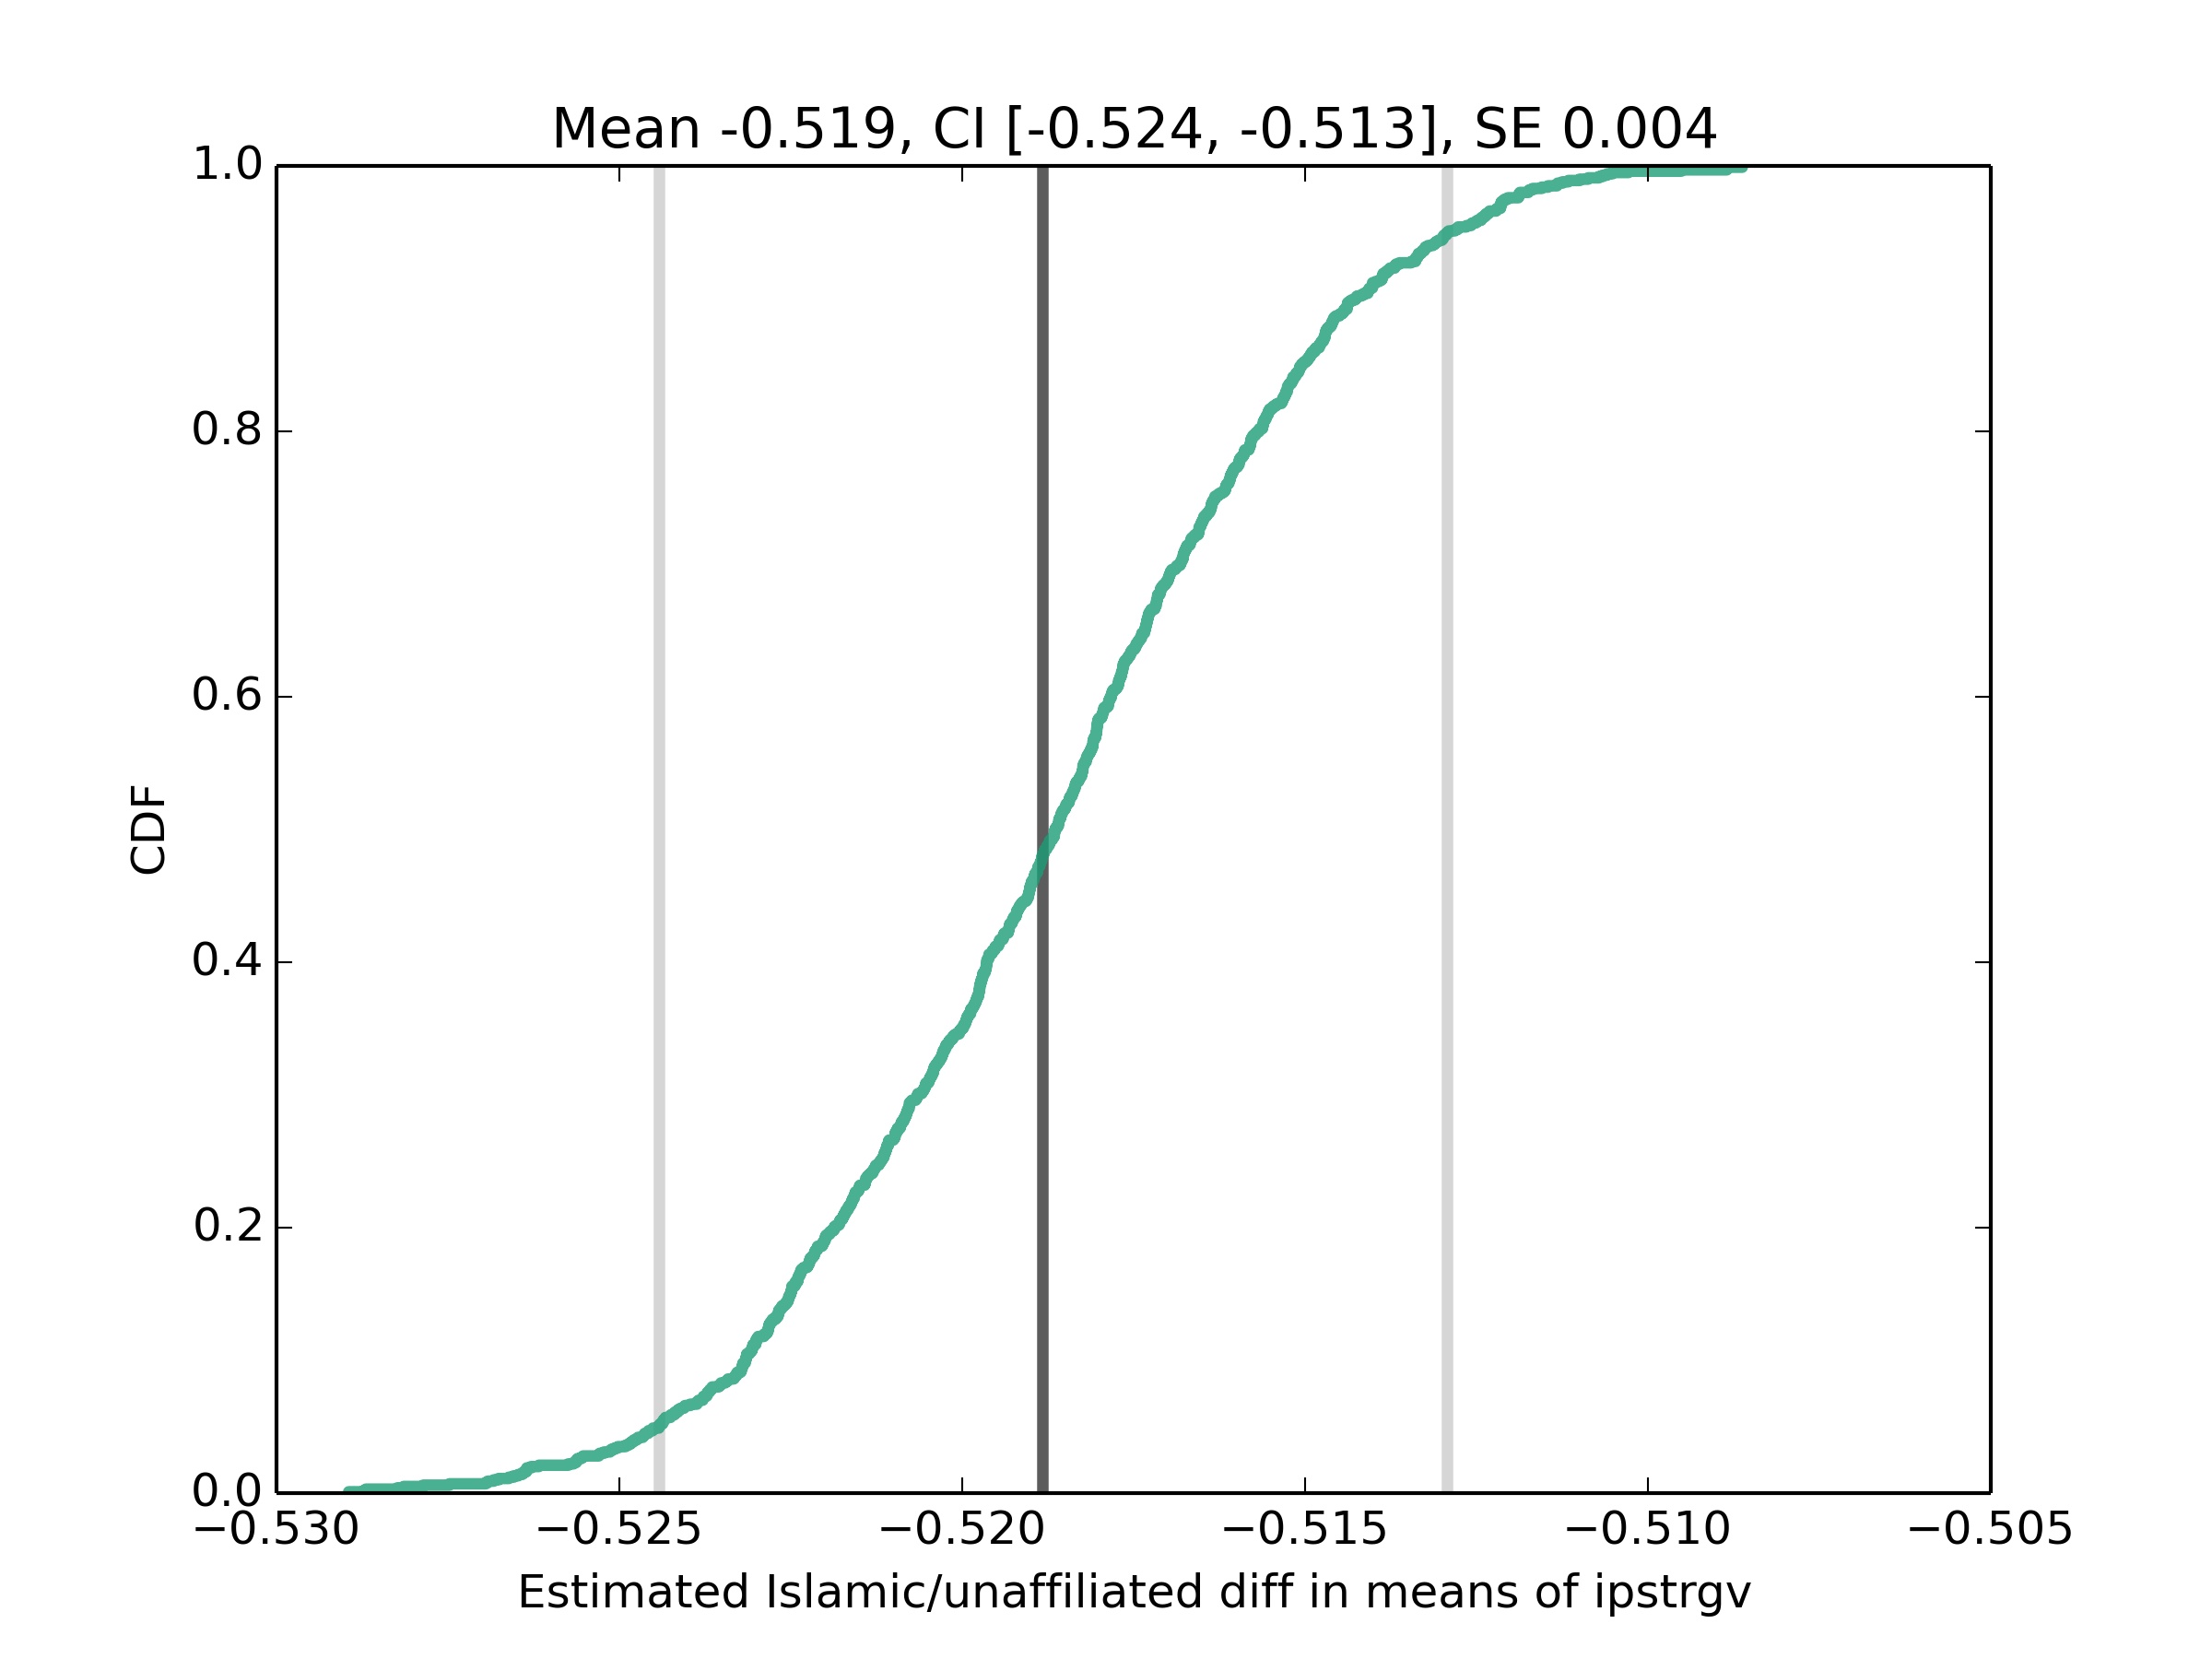 Mean -0.519, CI [-0.524, -0.513], SE 0.004
1.0
0.8
0.6
0.4
0.2
0.0
CDF
−0.530 −0.525 −0.520 −0.515 −0.510 −0.505
Estimated Islamic/unaffiliated diff in means of ipstrgv